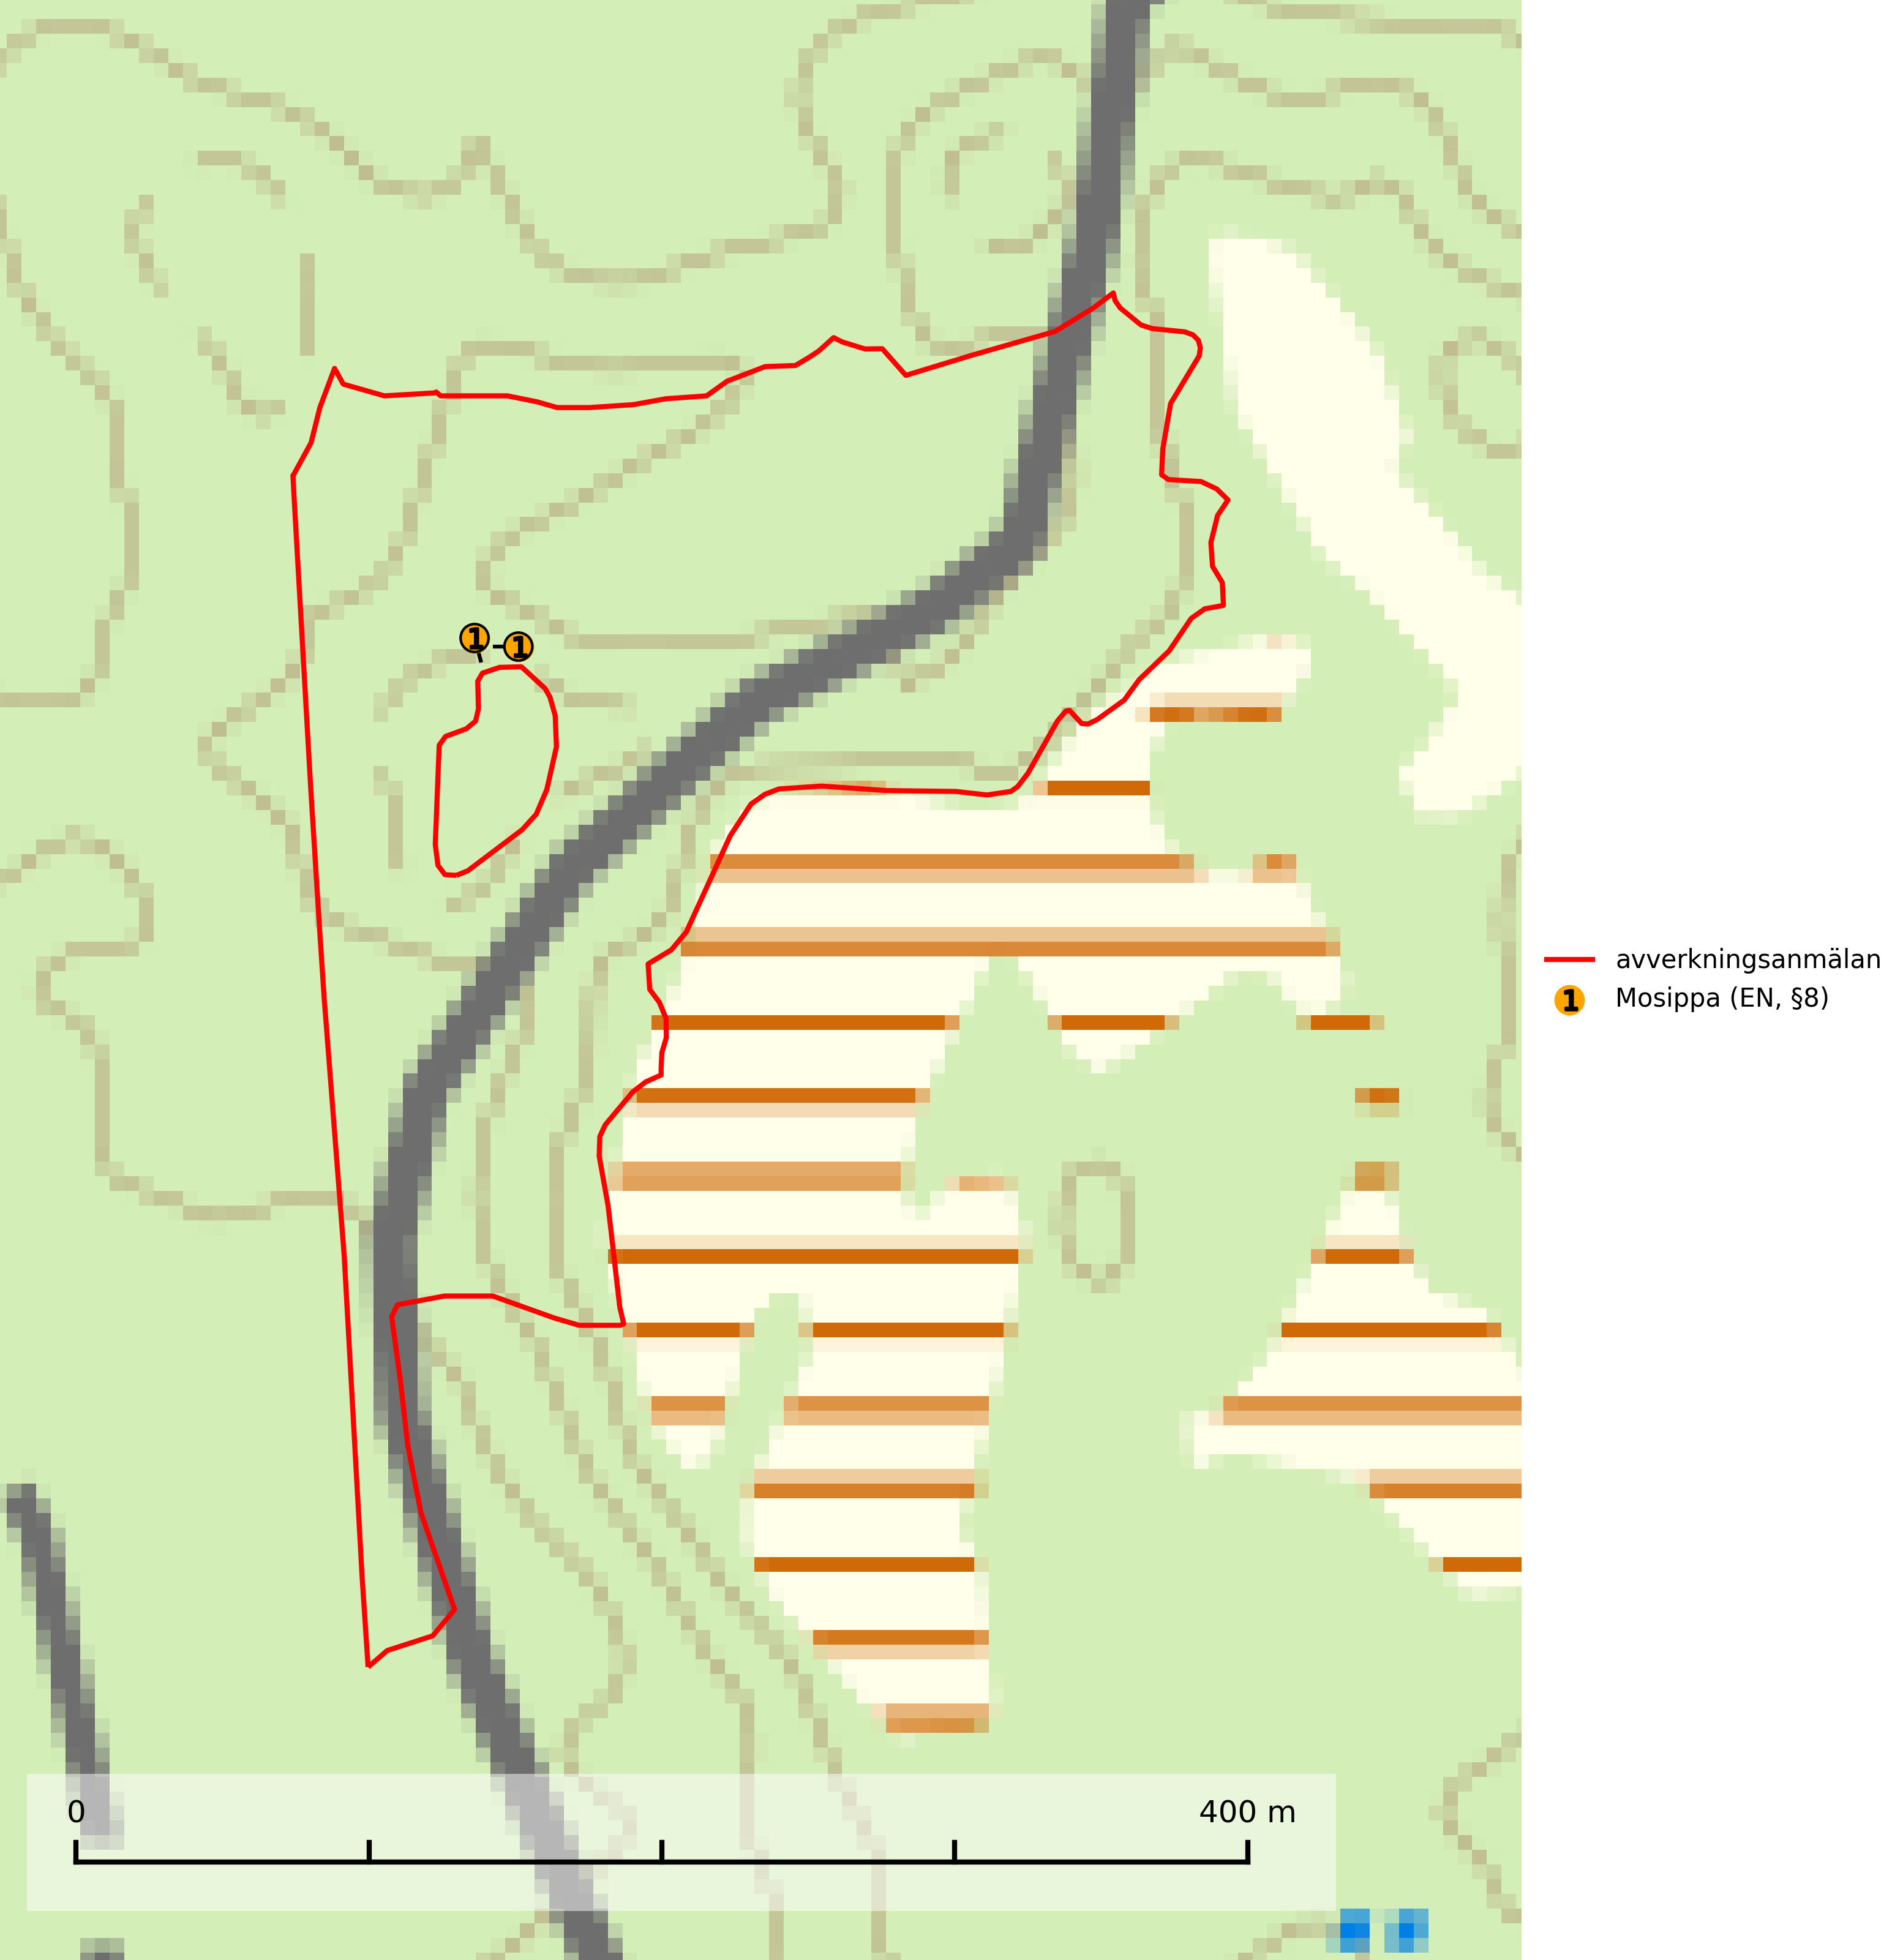 1 1
avverkningsanmälan
1 Mosippa (EN, §8)
0 400 m